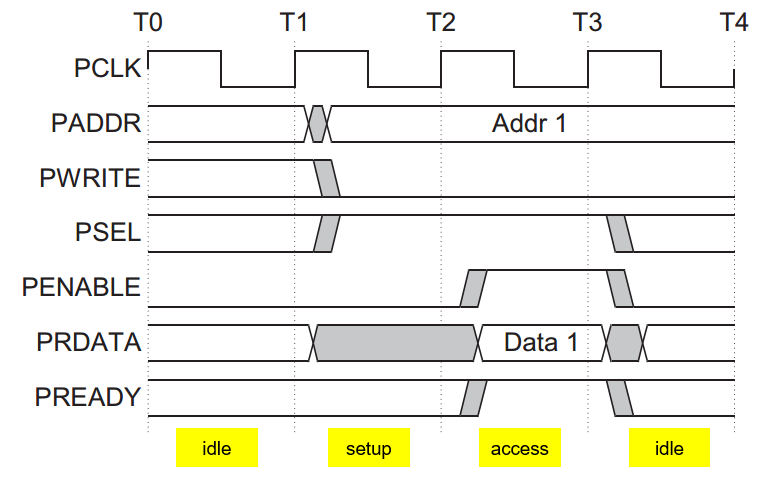 T0 T1 T2 T3 T4
PCLK
PADDR Addr 1
PWRITE
PSEL
PENABLE
PRDATA Data 1
PREADY
idle setup access idle